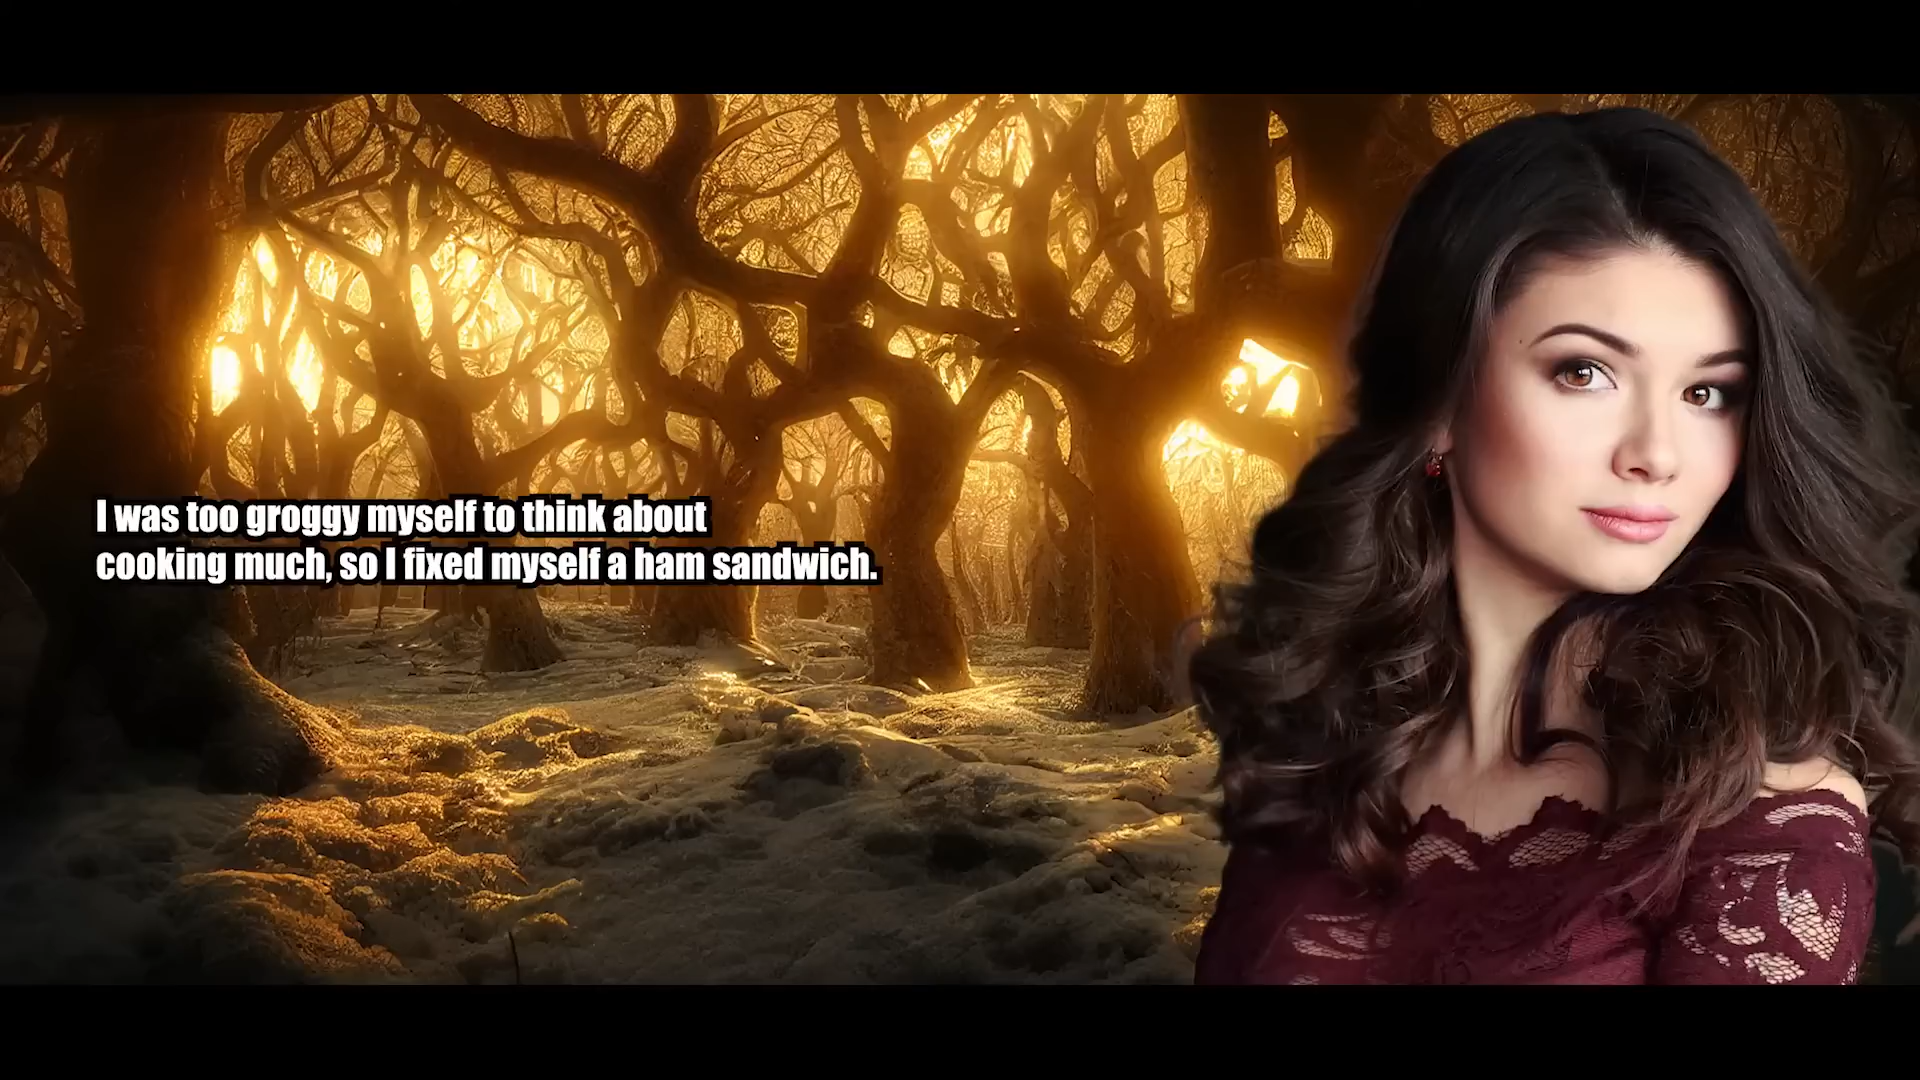 I was too groggy myself to think about
cooking much, so I fixed myself a ham sandwich.